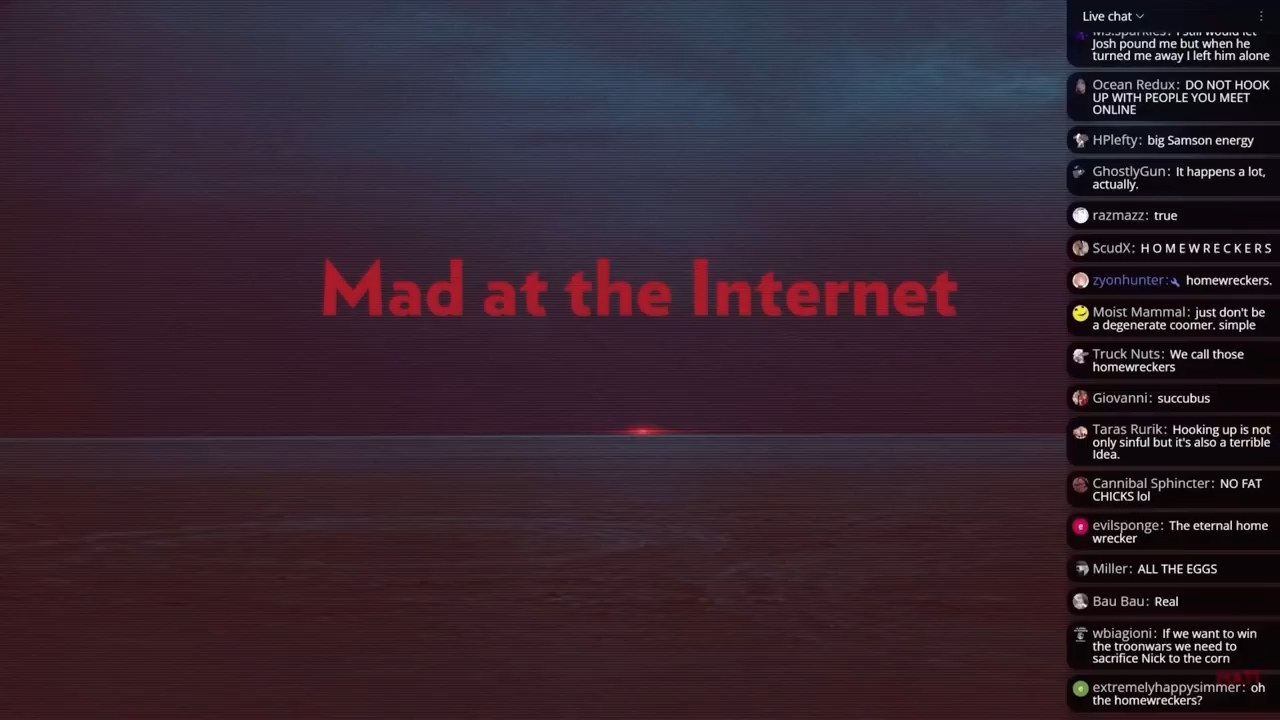 Mad at the Internet
Live chat
Josh pound me but when he
turned me away I left him alone
Ocean Redux: DO NOT HOOK
UP WITH PEOPLE YOU MEET
ONLINE
HPlefty: big Samson energy
GhostlyGun: It happens a lot,
actually.
razmazz: true
ScudX: H O M E W R E C K E R S
zyonhunter: homewreckers.
Moist Mammal: just don't be
a degenerate coomer. simple
Truck Nuts: We call those
homewreckers
Giovanni: succubus
Taras Rurik: Hooking up is not
only sinful but it's also a terrible
Idea.
Cannibal Sphincter: NO FAT
CHICKS lol
evilsponge: The eternal home
wrecker
Miller: ALL THE EGGS
Bau Bau: Real
wbiagioni: If we want to win
the troonwars we need to
sacrifice Nick to the corn
extremelyhappysimmer: oh
the homewreckers?